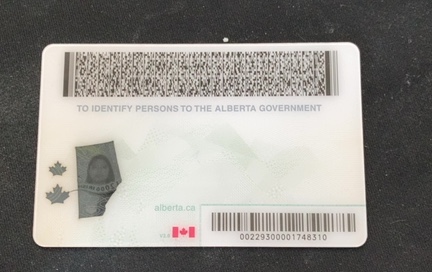 TO IDENTIFY PERSONS TO THE ALBERTA GOVERNMENT
alberta.ca
00229300001748310